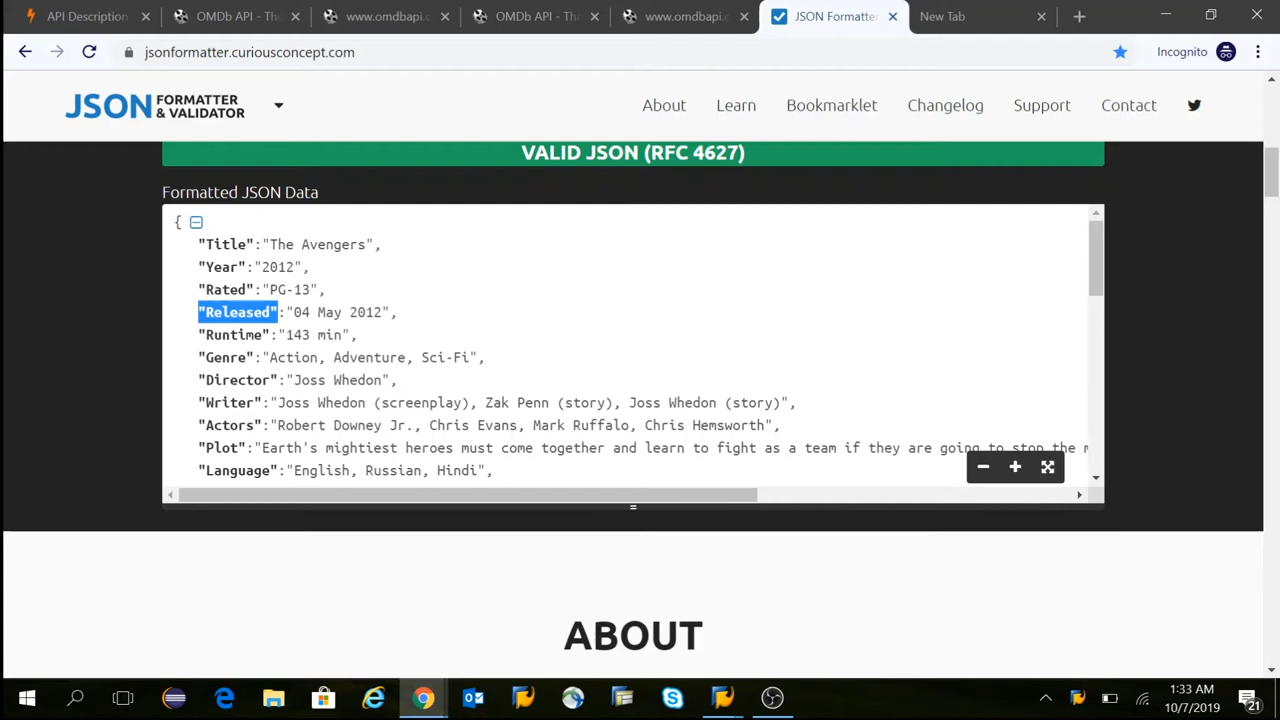 API Description
OMDb API - The
www.omdbapi.c
OMDb API - The
www.omdbapi.c
JSON Formatter
New Tab
jsonformatter.curiousconcept.com
Incognito
JSON FORMATTER & VALIDATOR
About
Learn
Bookmarklet
Changelog
Support
Contact
VALID JSON (RFC 4627)
Formatted JSON Data
{
"Title":"The Avengers",
"Year":"2012",
"Rated":"PG-13",
"Released":"04 May 2012",
"Runtime":"143 min",
"Genre":"Action, Adventure, Sci-Fi",
"Director":"Joss Whedon",
"Writer":"Joss Whedon (screenplay), Zak Penn (story), Joss Whedon (story)",
"Actors":"Robert Downey Jr., Chris Evans, Mark Ruffalo, Chris Hemsworth",
"Plot":"Earth's mightiest heroes must come together and learn to fight as a team if they are going to stop the m
"Language":"English, Russian, Hindi",
ABOUT
1:33 AM
10/7/2019
21